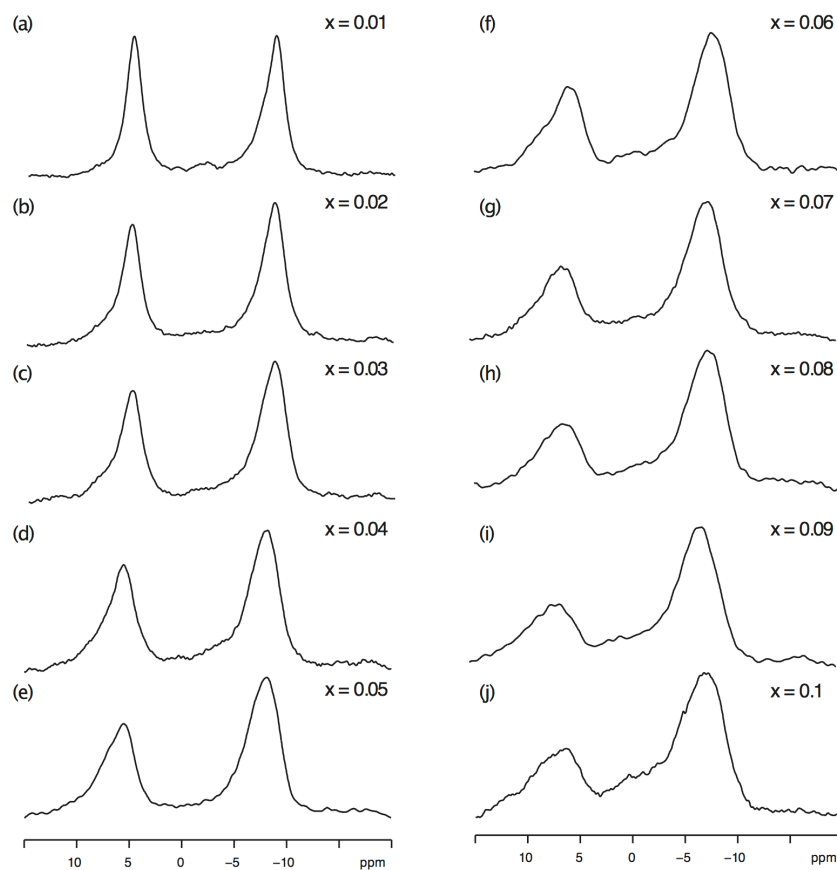 (a) x = 0.01
(b) x = 0.02
(c) x = 0.03
(d) x = 0.04
(e) x = 0.05
10 5 0 −5 −10 ppm
(f) x = 0.06
(g) x = 0.07
(h) x = 0.08
(i) x = 0.09
(j) x = 0.1
10 5 0 −5 −10 ppm